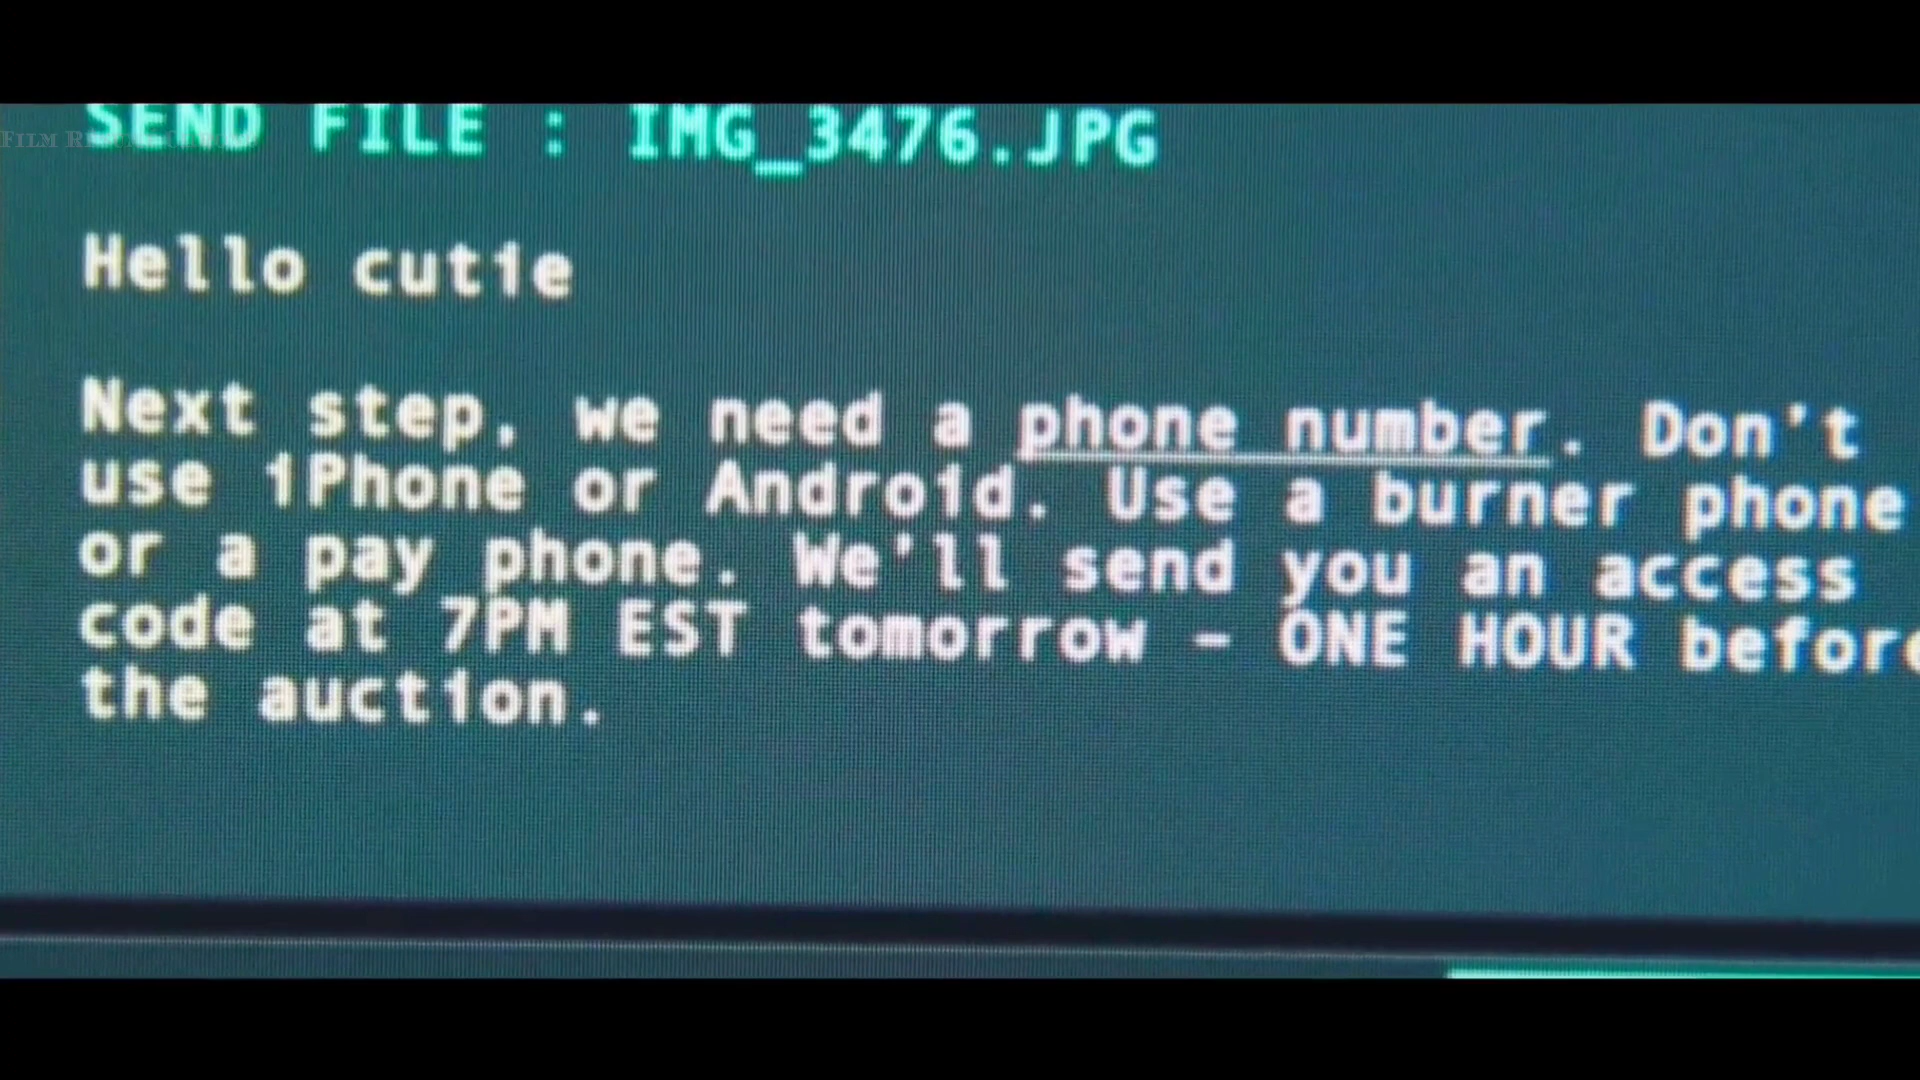 SEND FILE : IMG_3476.JPG
Hello cutie
Next step, we need a phone number. Don't
use iPhone or Android. Use a burner phone
or a pay phone. We'll send you an access
code at 7PM EST tomorrow – ONE HOUR before
the auction.